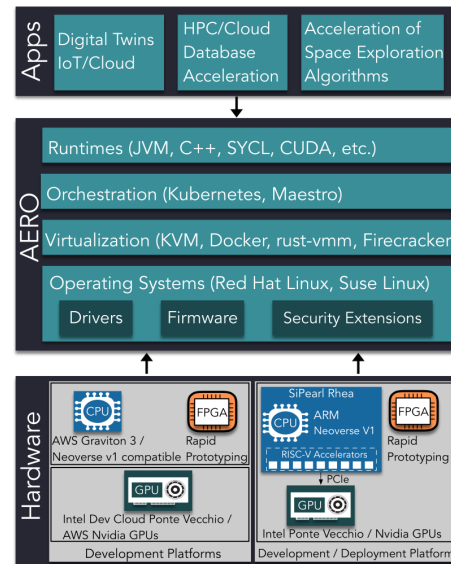 Apps
Digital Twins
IoT/Cloud
HPC/Cloud
Database
Acceleration
Acceleration of
Space Exploration
Algorithms
AERO
Runtimes (JVM, C++, SYCL, CUDA, etc.)
Orchestration (Kubernetes, Maestro)
Virtualization (KVM, Docker, rust-vmm, Firecracker
Operating Systems (Red Hat Linux, Suse Linux)
Drivers
Firmware
Security Extensions
Hardware
CPU
AWS Graviton 3 /
Neoverse v1 compatible
FPGA
Rapid
Prototyping
GPU
Intel Dev Cloud Ponte Vecchio /
AWS Nvidia GPUs
Development Platforms
SiPearl Rhea
CPU
ARM
Neoverse V1
RISC-V Accelerators
FPGA
Rapid
Prototyping
PCIe
GPU
Intel Ponte Vecchio / Nvidia GPUs
Development / Deployment Platform